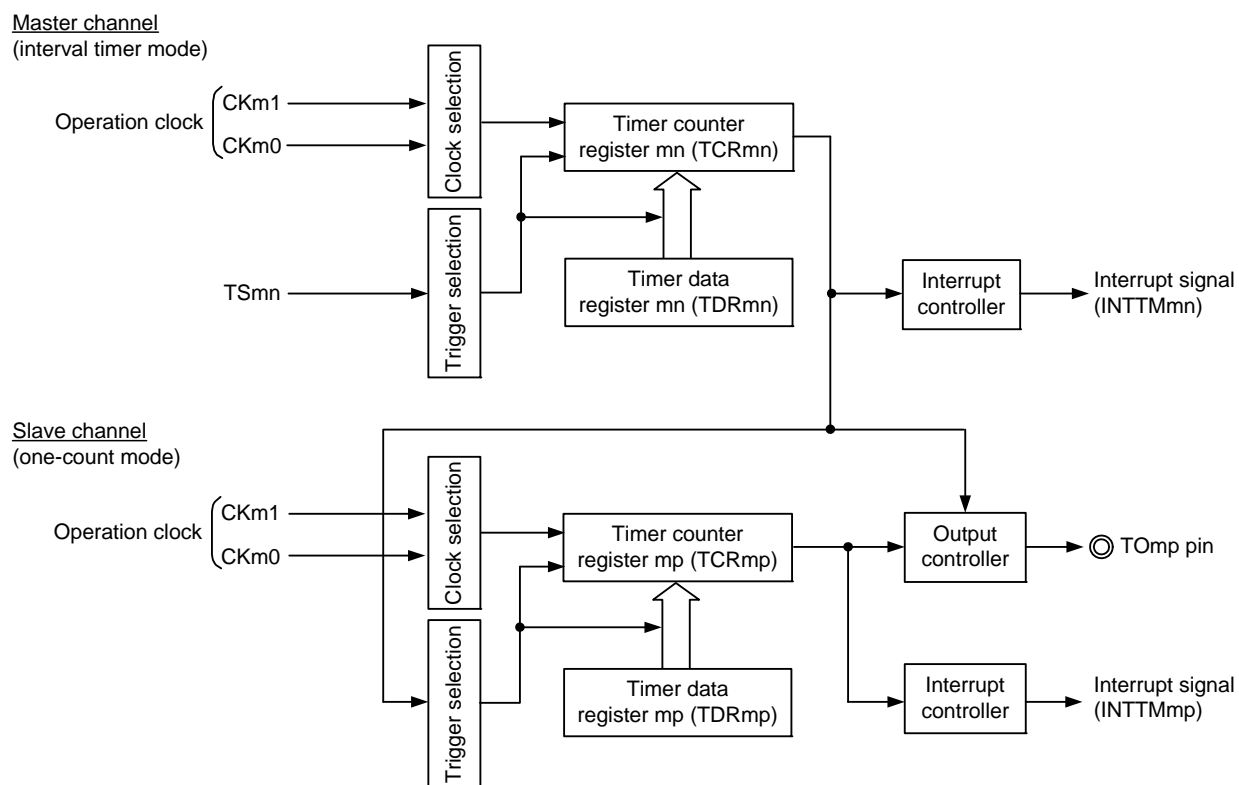 Master channel
(interval timer mode)
Operation clock
CKm1
CKm0
Clock selection
Timer counter
register mn (TCRmn)
TSmn
Trigger selection
Timer data
register mn (TDRmn)
Interrupt
controller
Interrupt signal
(INTTMmn)
Slave channel
(one-count mode)
Operation clock
CKm1
CKm0
Clock selection
Timer counter
register mp (TCRmp)
Output
controller
TOmp pin
Trigger selection
Timer data
register mp (TDRmp)
Interrupt
controller
Interrupt signal
(INTTMmp)